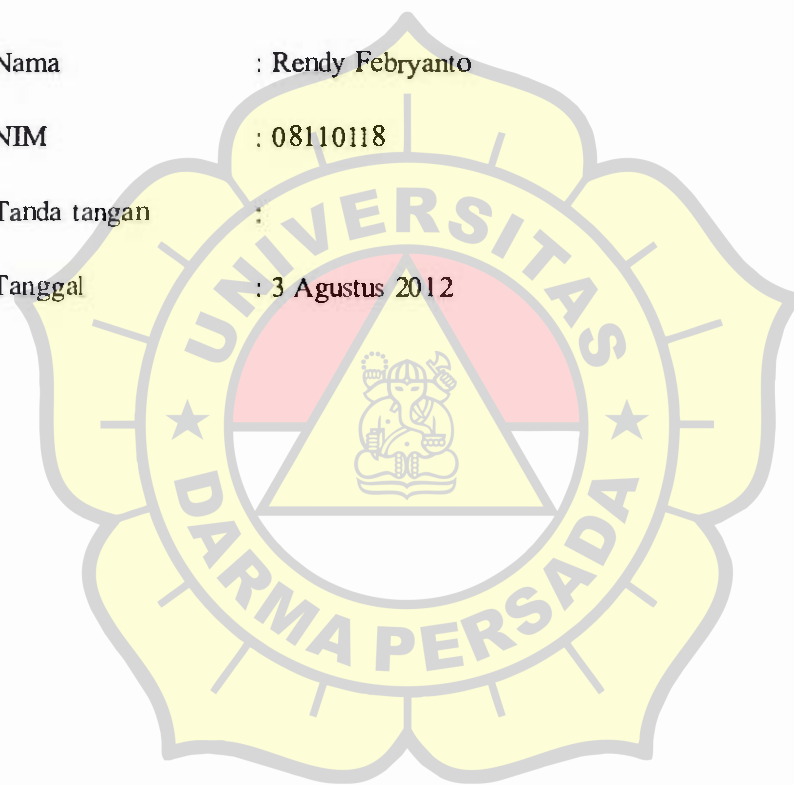 Nama : Rendy Febryanto
NIM : 08110118
Tanda tangan :
Tanggal : 3 Agustus 2012
UNIVERSITAS
DARMA PERSADA